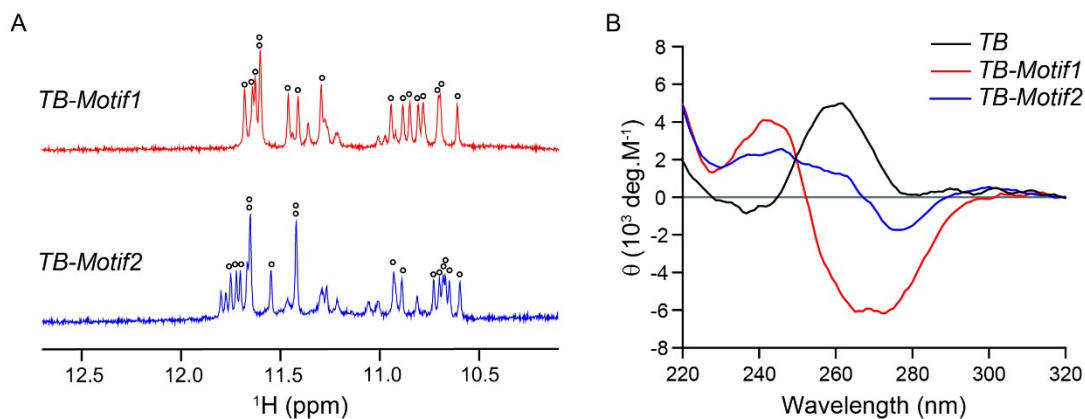 A
TB-Motif1
TB-Motif2
12.5 12.0 11.5 11.0 10.5
¹H (ppm)
B
θ (10³ deg.M⁻¹)
8
6
4
2
0
-2
-4
-6
-8
220 240 260 280 300 320
Wavelength (nm)
TB
TB-Motif1
TB-Motif2